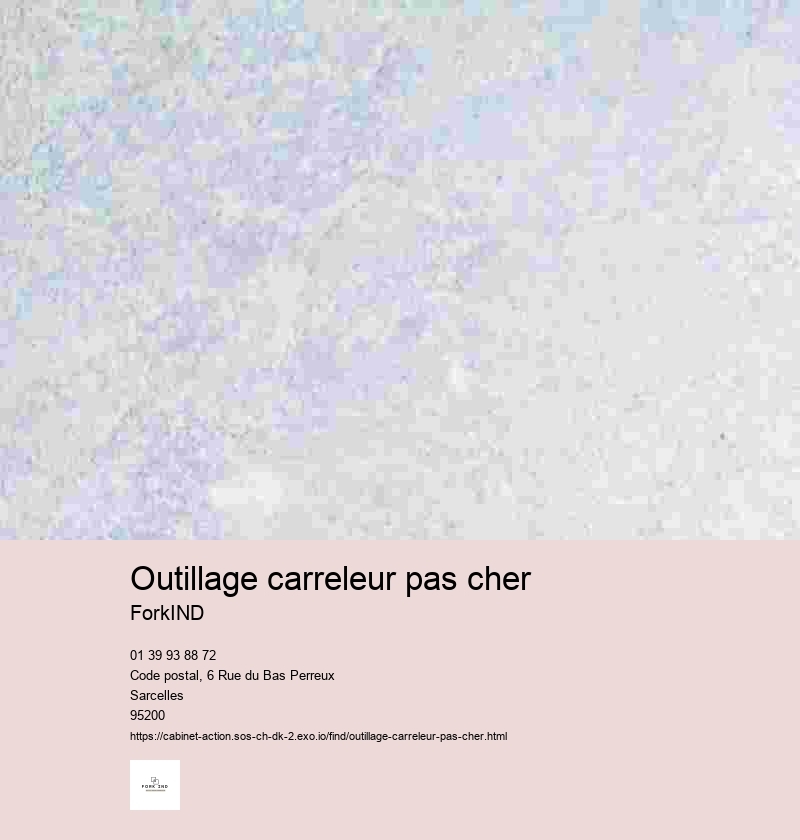 Outillage carreleur pas cher
ForkIND
01 39 93 88 72
Code postal, 6 Rue du Bas Perreux
Sarcelles
95200
https://cabinet-action.sos-ch-dk-2.exo.io/find/outillage-carreleur-pas-cher.html
FORK IND